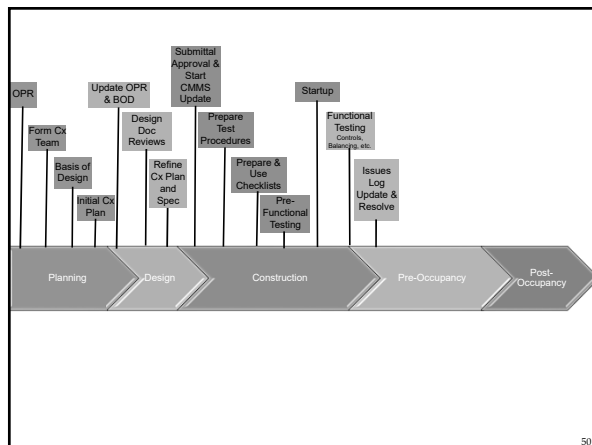 OPR
Form Cx
Team
Basis of
Design
Initial Cx
Plan
Update OPR
& BOD
Design
Doc
Reviews
Refine
Cx Plan
and
Spec
Submittal
Approval &
Start
CMMS
Update
Prepare
Test
Procedures
Prepare &
Use
Checklists
Pre-
Functional
Testing
Startup
Functional
Testing
Controls,
Balancing, etc.
Issues
Log
Update &
Resolve
Planning
Design
Construction
Pre-Occupancy
Post-
Occupancy
50